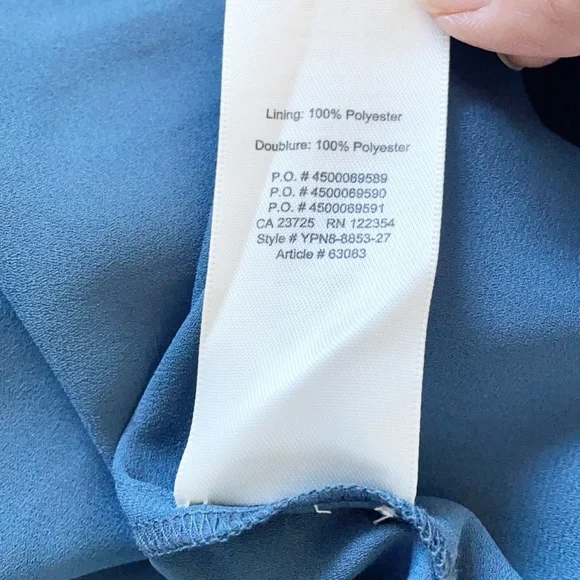 Lining: 100% Polyester
Doublure: 100% Polyester
P.O. # 4500069589
P.O. # 4500069590
P.O. # 4500069591
CA 23725 RN 122354
Style # YPN8-8853-27
Article # 63083